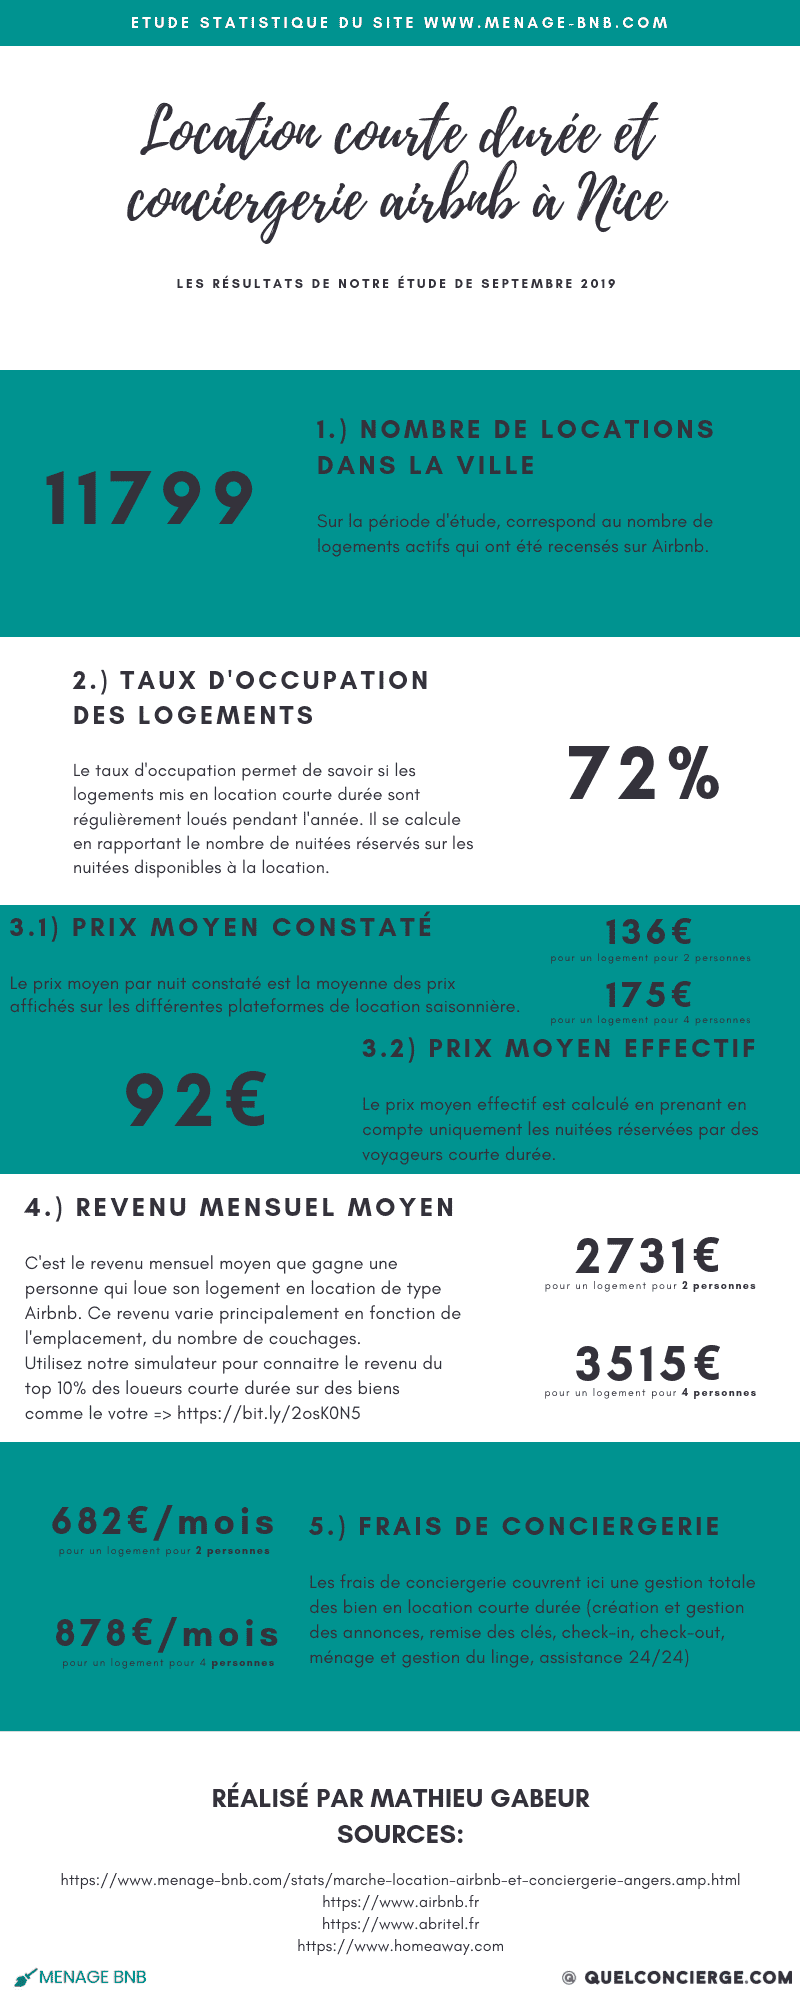 ETUDE STATISTIQUE DU SITE WWW.MENAGE-BNB.COM
Location courte durée et
conciergerie airbnb à Nice
LES RÉSULTATS DE NOTRE ÉTUDE DE SEPTEMBRE 2019
11799
1.) NOMBRE DE LOCATIONS
DANS LA VILLE
Sur la période d'étude, correspond au nombre de
logements actifs qui ont été recensés sur Airbnb.
2.) TAUX D'OCCUPATION
DES LOGEMENTS
Le taux d'occupation permet de savoir si les
logements mis en location courte durée sont
régulièrement loués pendant l'année. Il se calcule
en rapportant le nombre de nuitées réservés sur les
nuitées disponibles à la location.
72%
3.1) PRIX MOYEN CONSTATÉ
Le prix moyen par nuit constaté est la moyenne des prix
affichés sur les différentes plateformes de location saisonnière.
136€
pour un logement pour 2 personnes
175€
pour un logement pour 4 personnes
92€
3.2) PRIX MOYEN EFFECTIF
Le prix moyen effectif est calculé en prenant en
compte uniquement les nuitées réservées par des
voyageurs courte durée.
4.) REVENU MENSUEL MOYEN
C'est le revenu mensuel moyen que gagne une
personne qui loue son logement en location de type
Airbnb. Ce revenu varie principalement en fonction de
l'emplacement, du nombre de couchages.
Utilisez notre simulateur pour connaitre le revenu du
top 10% des loueurs courte durée sur des biens
comme le votre => https://bit.ly/2osK0N5
2731€
pour un logement pour 2 personnes
3515€
pour un logement pour 4 personnes
682€/mois
pour un logement pour 2 personnes
878€/mois
pour un logement pour 4 personnes
5.) FRAIS DE CONCIERGERIE
Les frais de conciergerie couvrent ici une gestion totale
des bien en location courte durée (création et gestion
des annonces, remise des clés, check-in, check-out,
ménage et gestion du linge, assistance 24/24)
RÉALISÉ PAR MATHIEU GABEUR
SOURCES:
https://www.menage-bnb.com/stats/marche-location-airbnb-et-conciergerie-angers.amp.html
https://www.airbnb.fr
https://www.abritel.fr
https://www.homeaway.com
MENAGE BNB
@ QUELCONCIERGE.COM